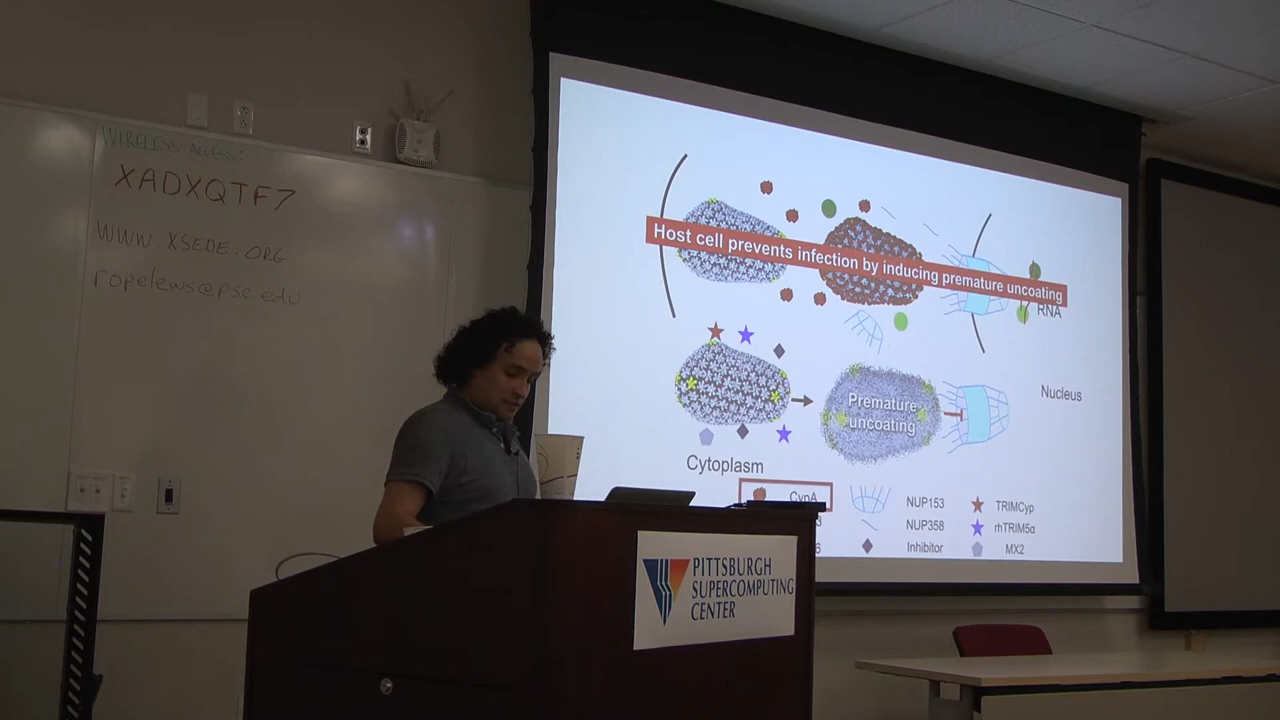 WIRELESS ACCESS:
XADXQTF7
WWW.XSEDE.ORG
ropelews@psc.edu
Host cell prevents infection by inducing premature uncoating
RNA
Nucleus
Premature
uncoating
Cytoplasm
CypA
NUP153
TRIMCyp
NUP358
rhTRIM5α
Inhibitor
MX2
PITTSBURGH
SUPERCOMPUTING
CENTER